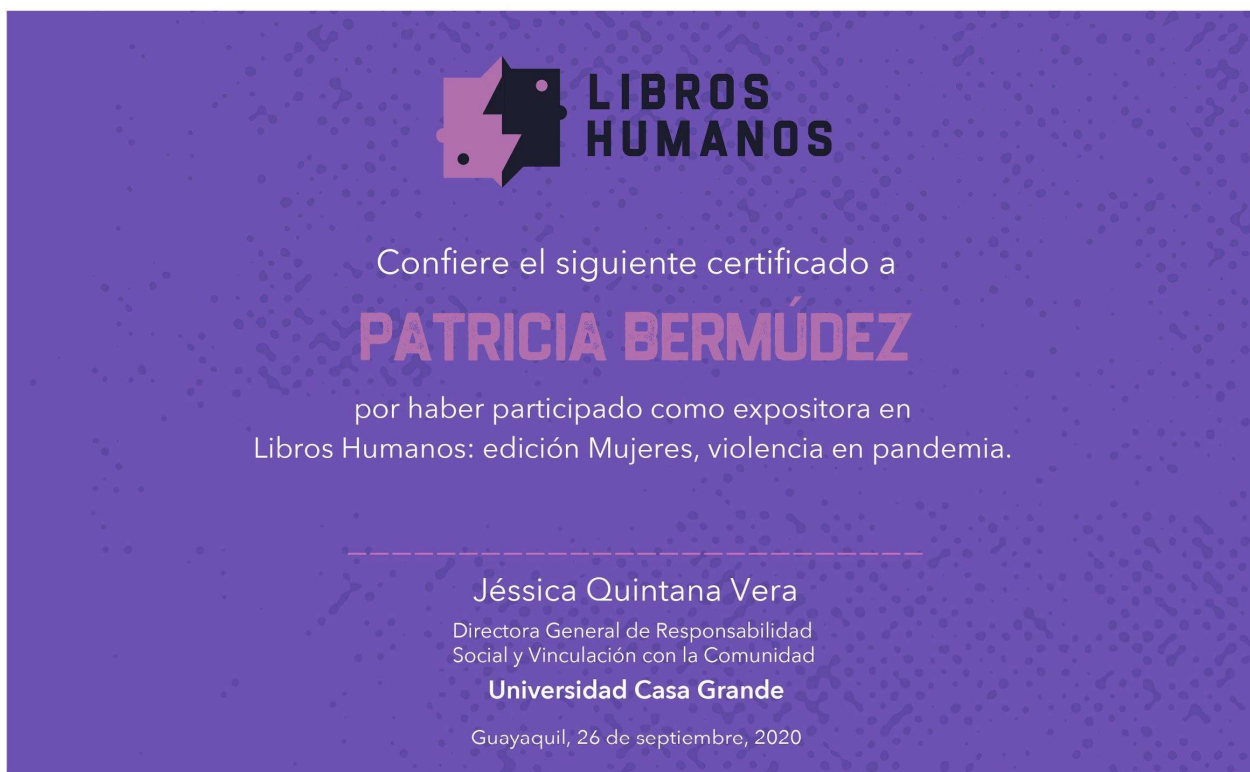 LIBROS
HUMANOS
Confiere el siguiente certificado a
PATRICIA BERMÚDEZ
por haber participado como expositora en
Libros Humanos: edición Mujeres, violencia en pandemia.
Jéssica Quintana Vera
Directora General de Responsabilidad
Social y Vinculación con la Comunidad
Universidad Casa Grande
Guayaquil, 26 de septiembre, 2020